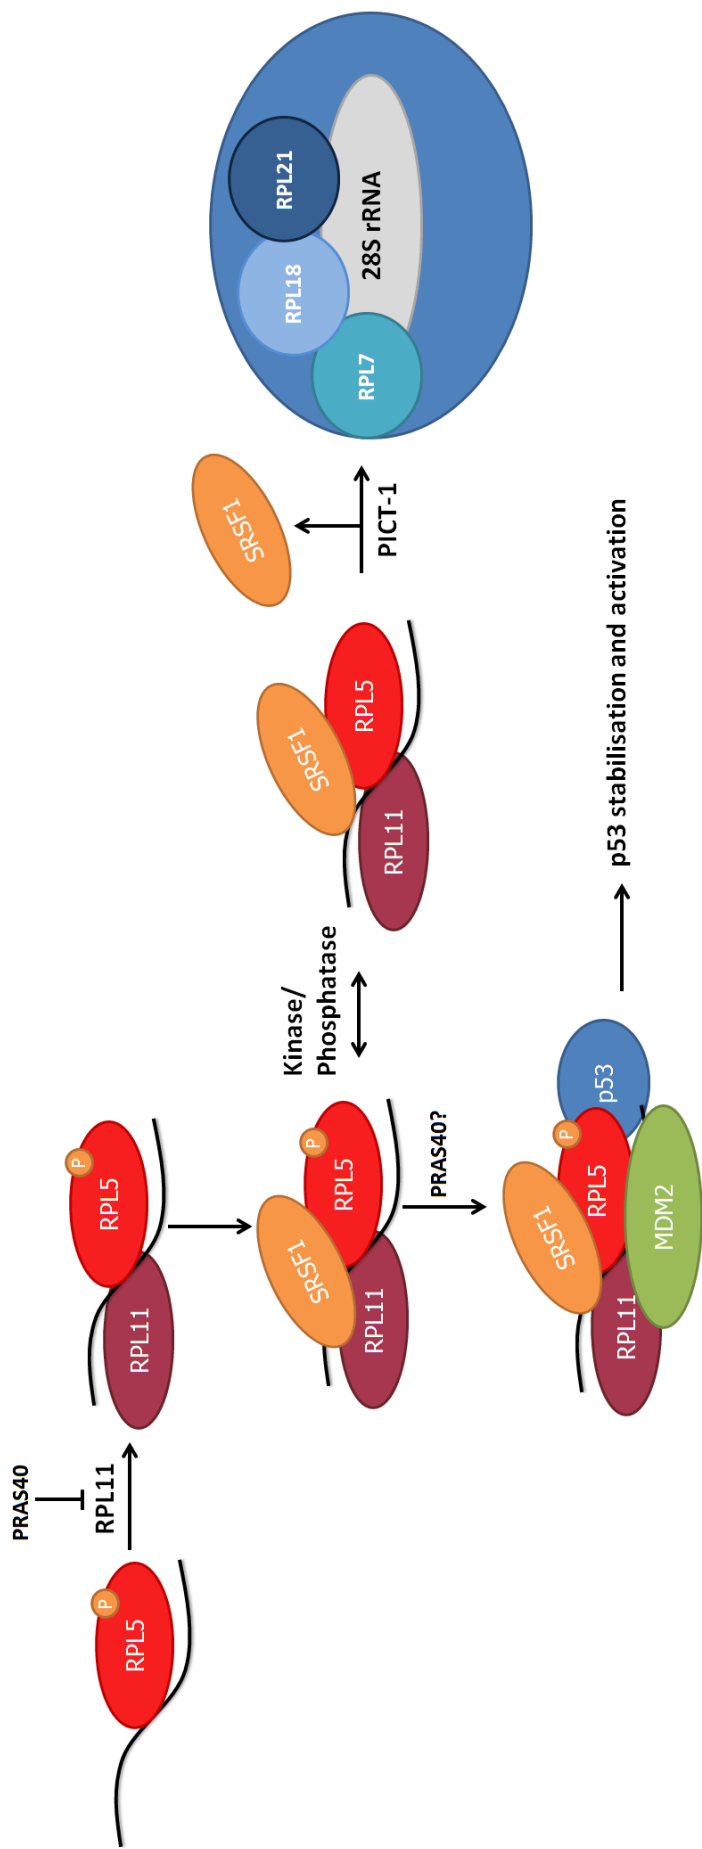 PRAS40
RPL11
P
RPL5
P
RPL5
RPL11
P
RPL5
SRSF1
RPL11
Kinase/
Phosphatase
SRSF1
RPL5
RPL11
SRSF1
PICT-1
RPL21
RPL18
RPL7
28S rRNA
PRAS40?
P
SRSF1
RPL5
RPL11
MDM2
p53
p53 stabilisation and activation